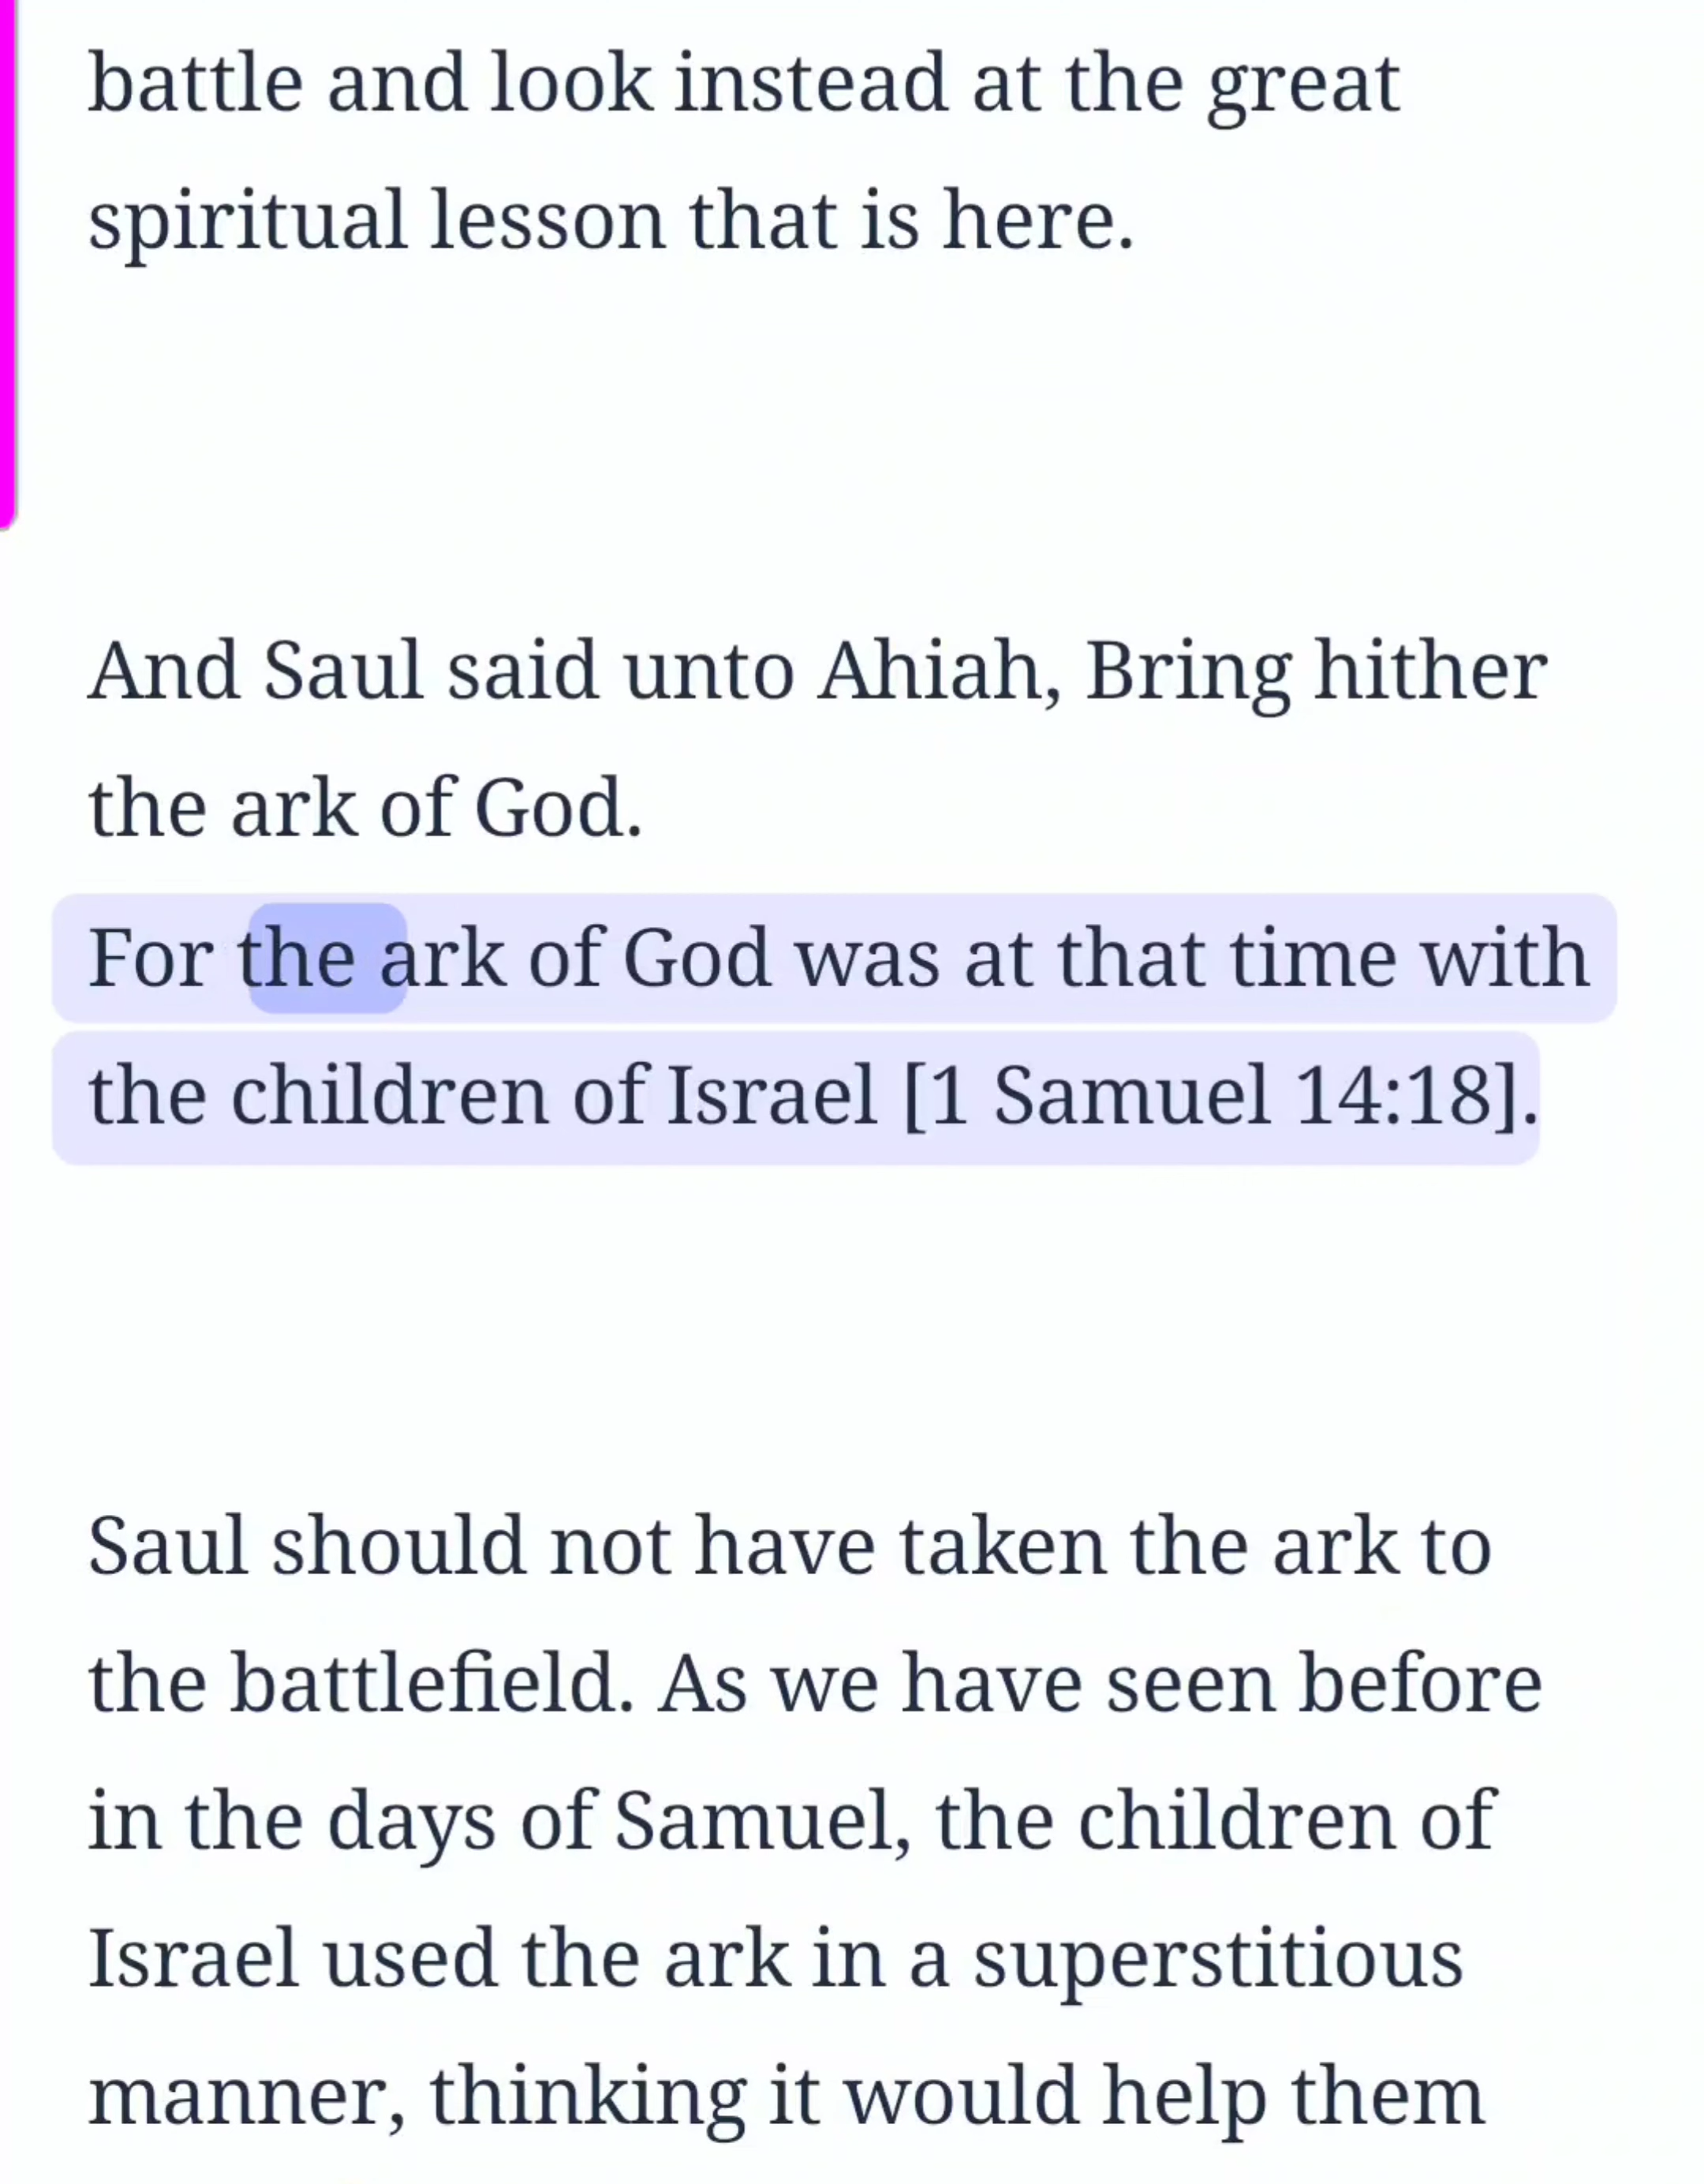 battle and look instead at the great
spiritual lesson that is here.
And Saul said unto Ahiah, Bring hither
the ark of God.
For the ark of God was at that time with
the children of Israel [1 Samuel 14:18].
Saul should not have taken the ark to
the battlefield. As we have seen before
in the days of Samuel, the children of
Israel used the ark in a superstitious
manner, thinking it would help them